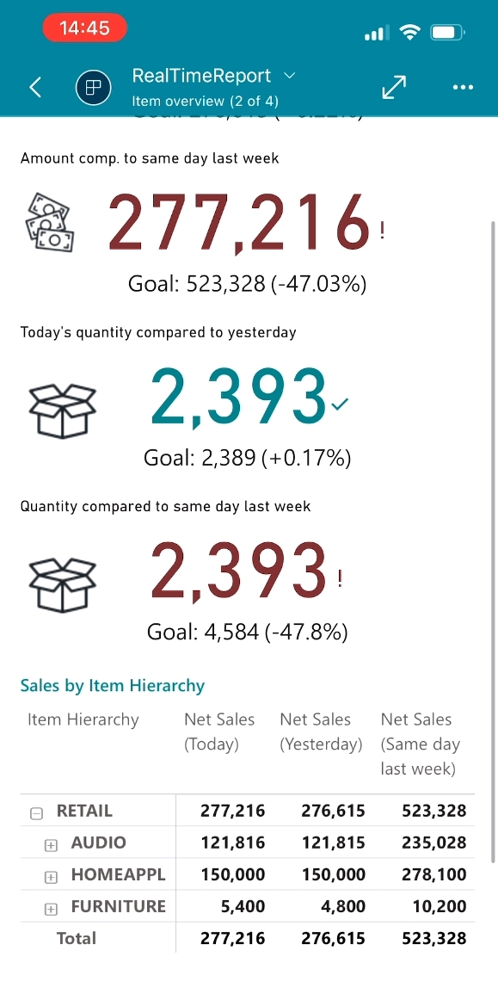 14:45
RealTimeReport
Item overview (2 of 4)
Amount comp. to same day last week
277,216!
Goal: 523,328 (-47.03%)
Today's quantity compared to yesterday
2,393
Goal: 2,389 (+0.17%)
Quantity compared to same day last week
2,393!
Goal: 4,584 (-47.8%)
Sales by Item Hierarchy
Item Hierarchy Net Sales (Today) Net Sales (Yesterday) Net Sales (Same day last week)
RETAIL 277,216 276,615 523,328
AUDIO 121,816 121,815 235,028
HOMEAPPL 150,000 150,000 278,100
FURNITURE 5,400 4,800 10,200
Total 277,216 276,615 523,328